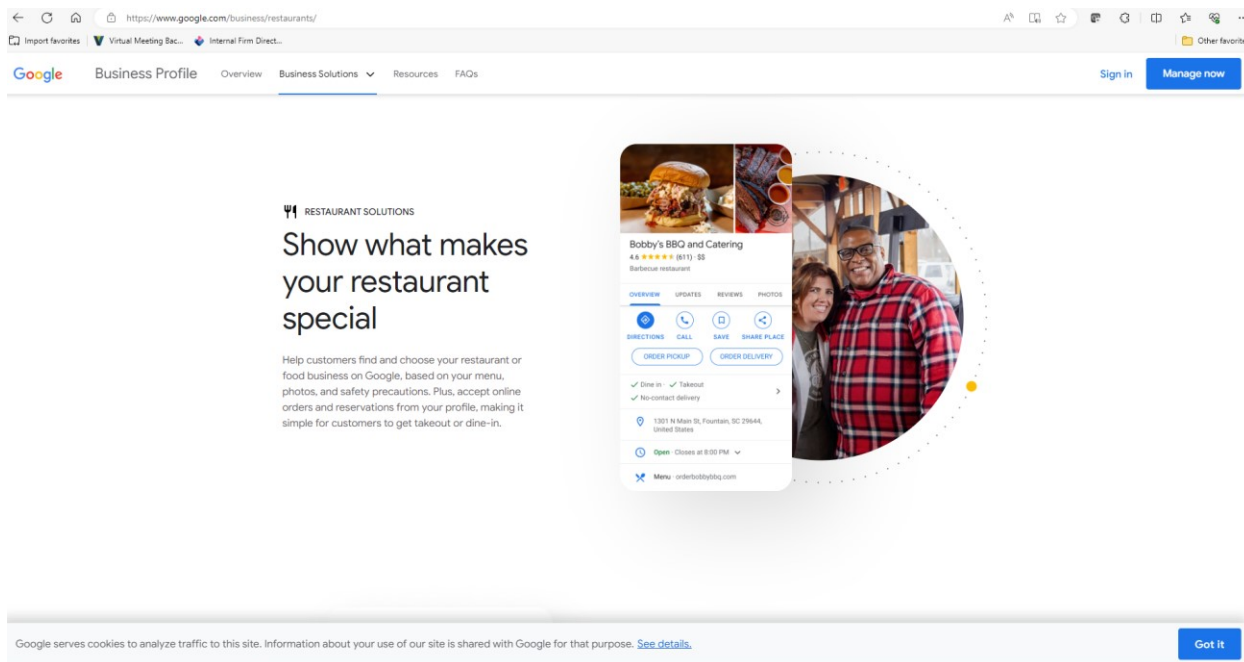 https://www.google.com/business/restaurants/
Import favorites
Virtual Meeting Bac...
Internal Firm Direct...
Other favorite
Google
Business Profile
Overview
Business Solutions
Resources
FAQs
Sign in
Manage now
RESTAURANT SOLUTIONS
Show what makes
your restaurant
special
Help customers find and choose your restaurant or
food business on Google, based on your menu,
photos, and safety precautions. Plus, accept online
orders and reservations from your profile, making it
simple for customers to get takeout or dine-in.
Bobby's BBQ and Catering
4.6 ★★★★★ (611) · $$
Barbecue restaurant
OVERVIEW UPDATES REVIEWS PHOTOS
DIRECTIONS CALL SAVE SHARE PLACE
ORDER PICKUP ORDER DELIVERY
✓ Dine in · ✓ Takeout
✓ No-contact delivery
1301 N Main St, Fountain, SC 29644,
United States
Open · Closes at 8:00 PM
Menu · orderbobbybbq.com
Google serves cookies to analyze traffic to this site. Information about your use of our site is shared with Google for that purpose. See details.
Got it